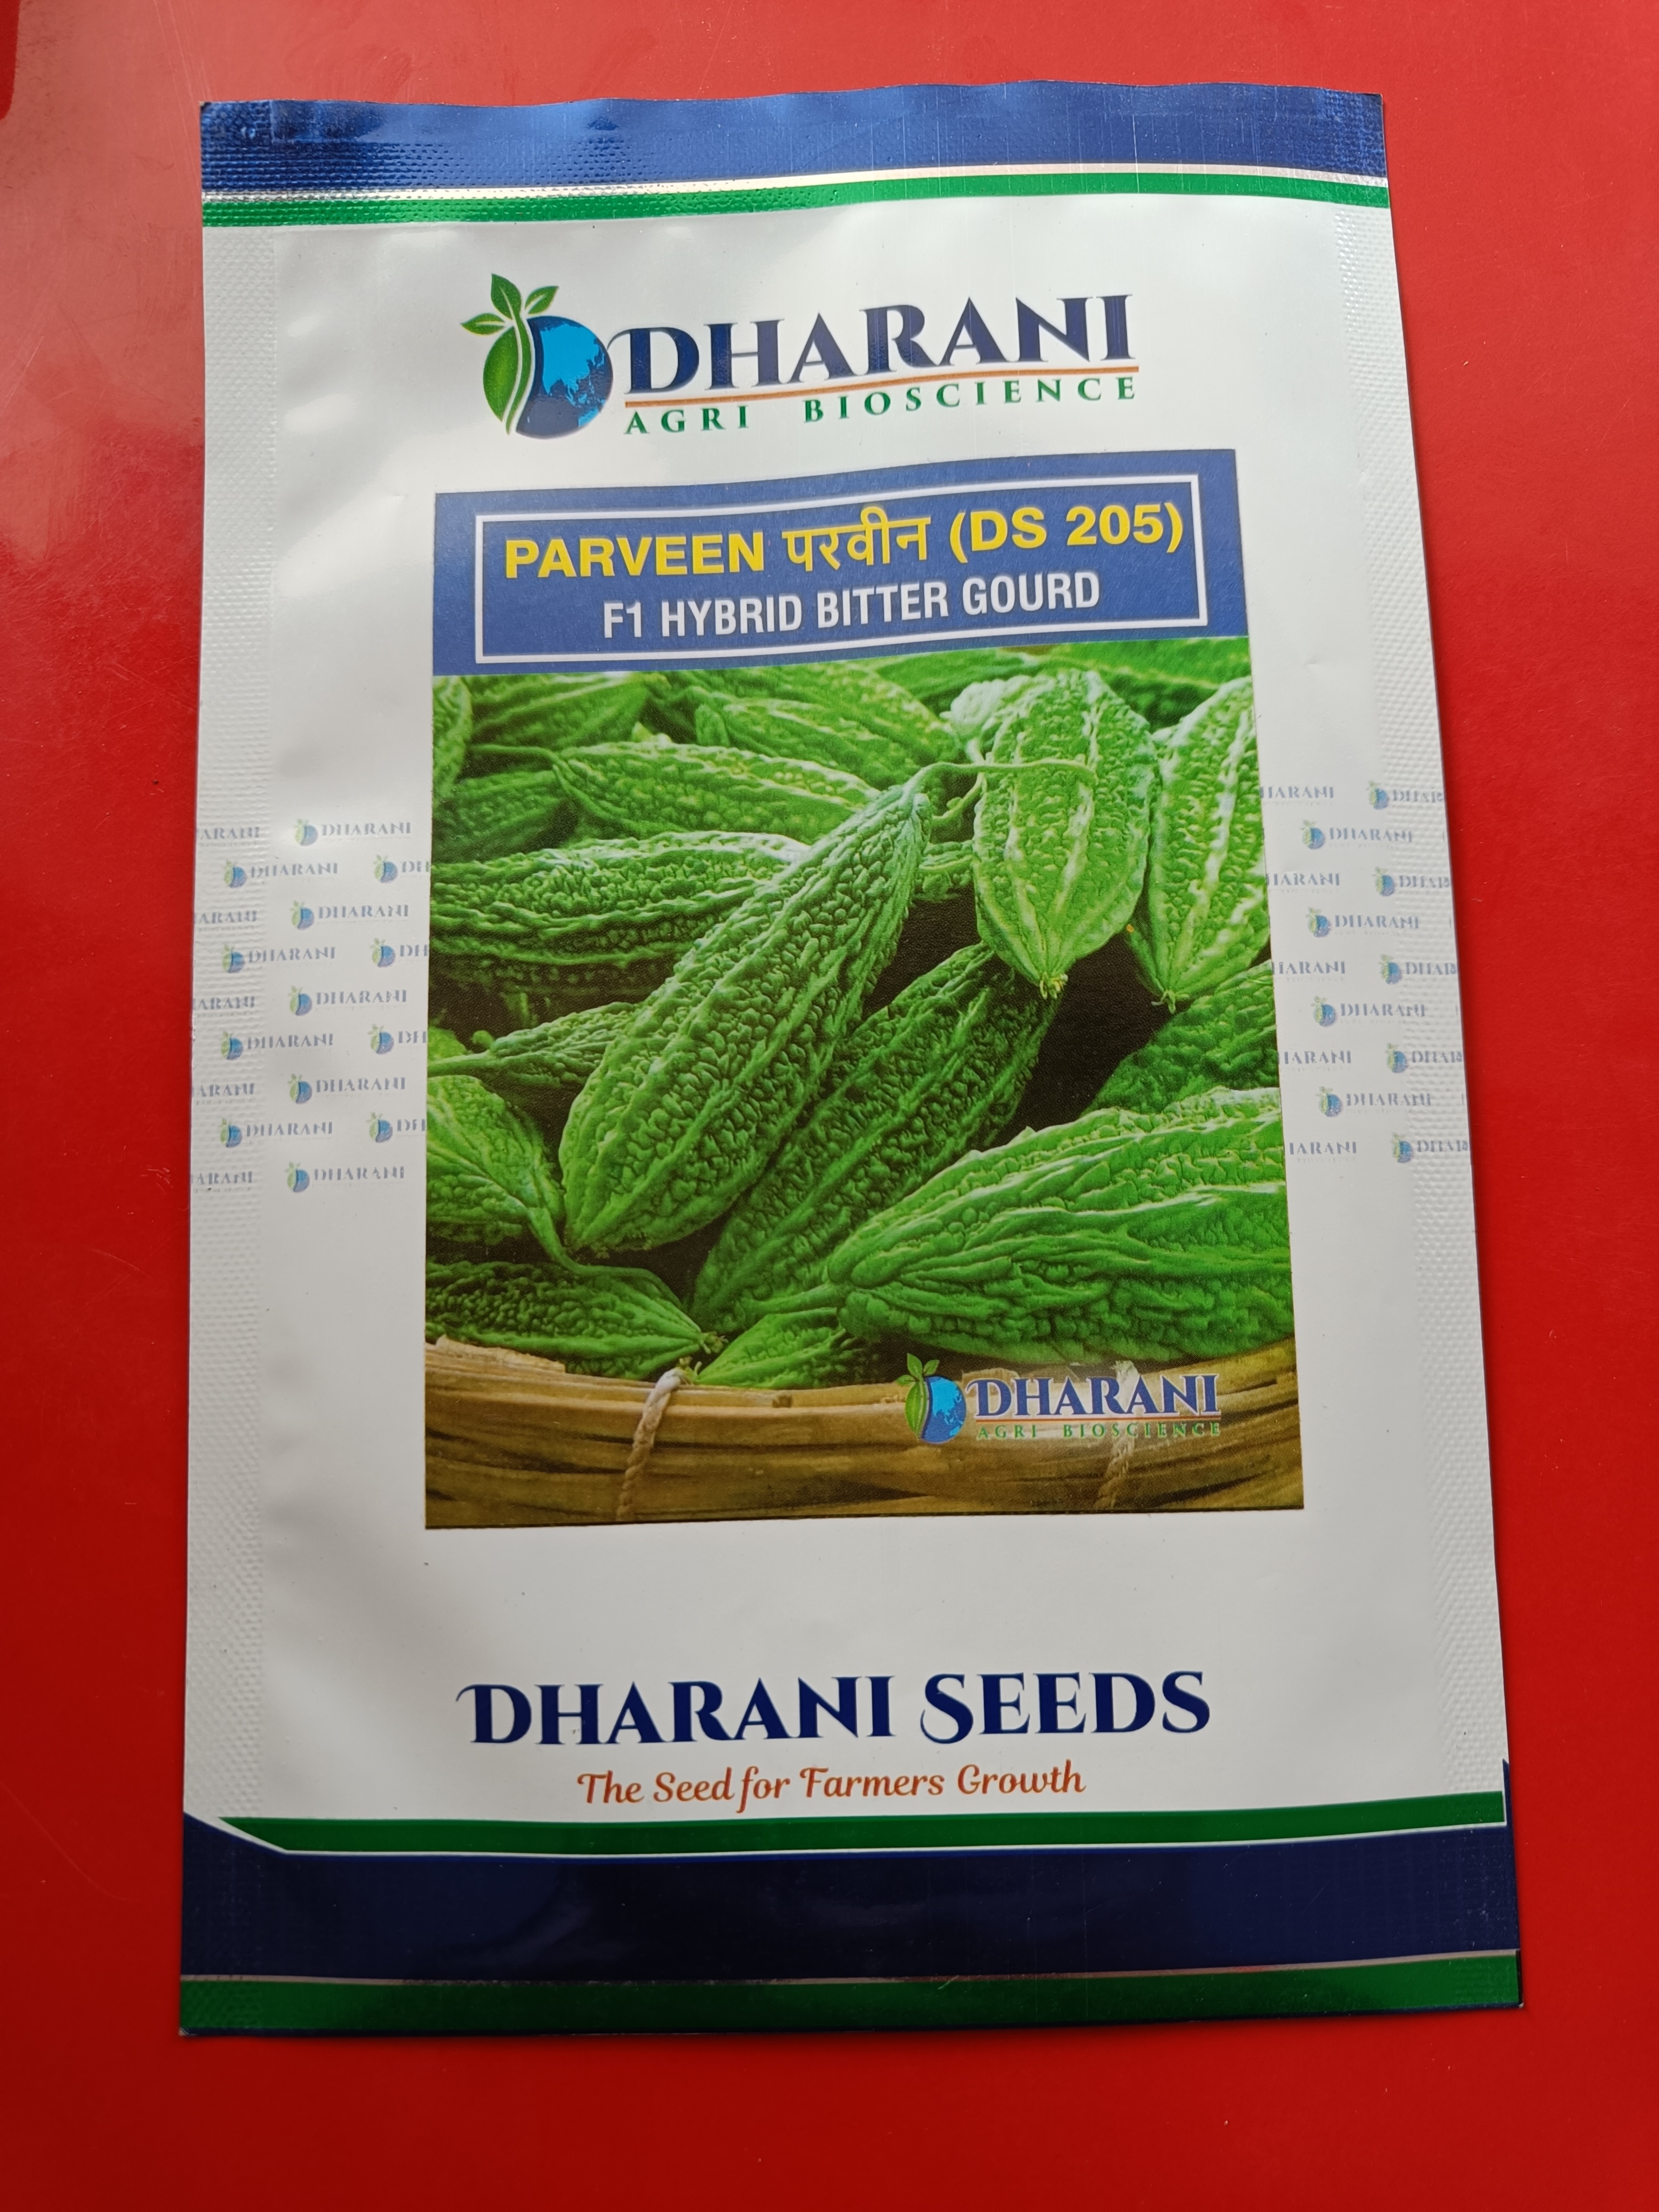 DHARANI
AGRI BIOSCIENCE
PARVEEN परवीन (DS 205)
F1 HYBRID BITTER GOURD
DHARANI
AGRI BIOSCIENCE
DHARANI SEEDS
The Seed for Farmers Growth